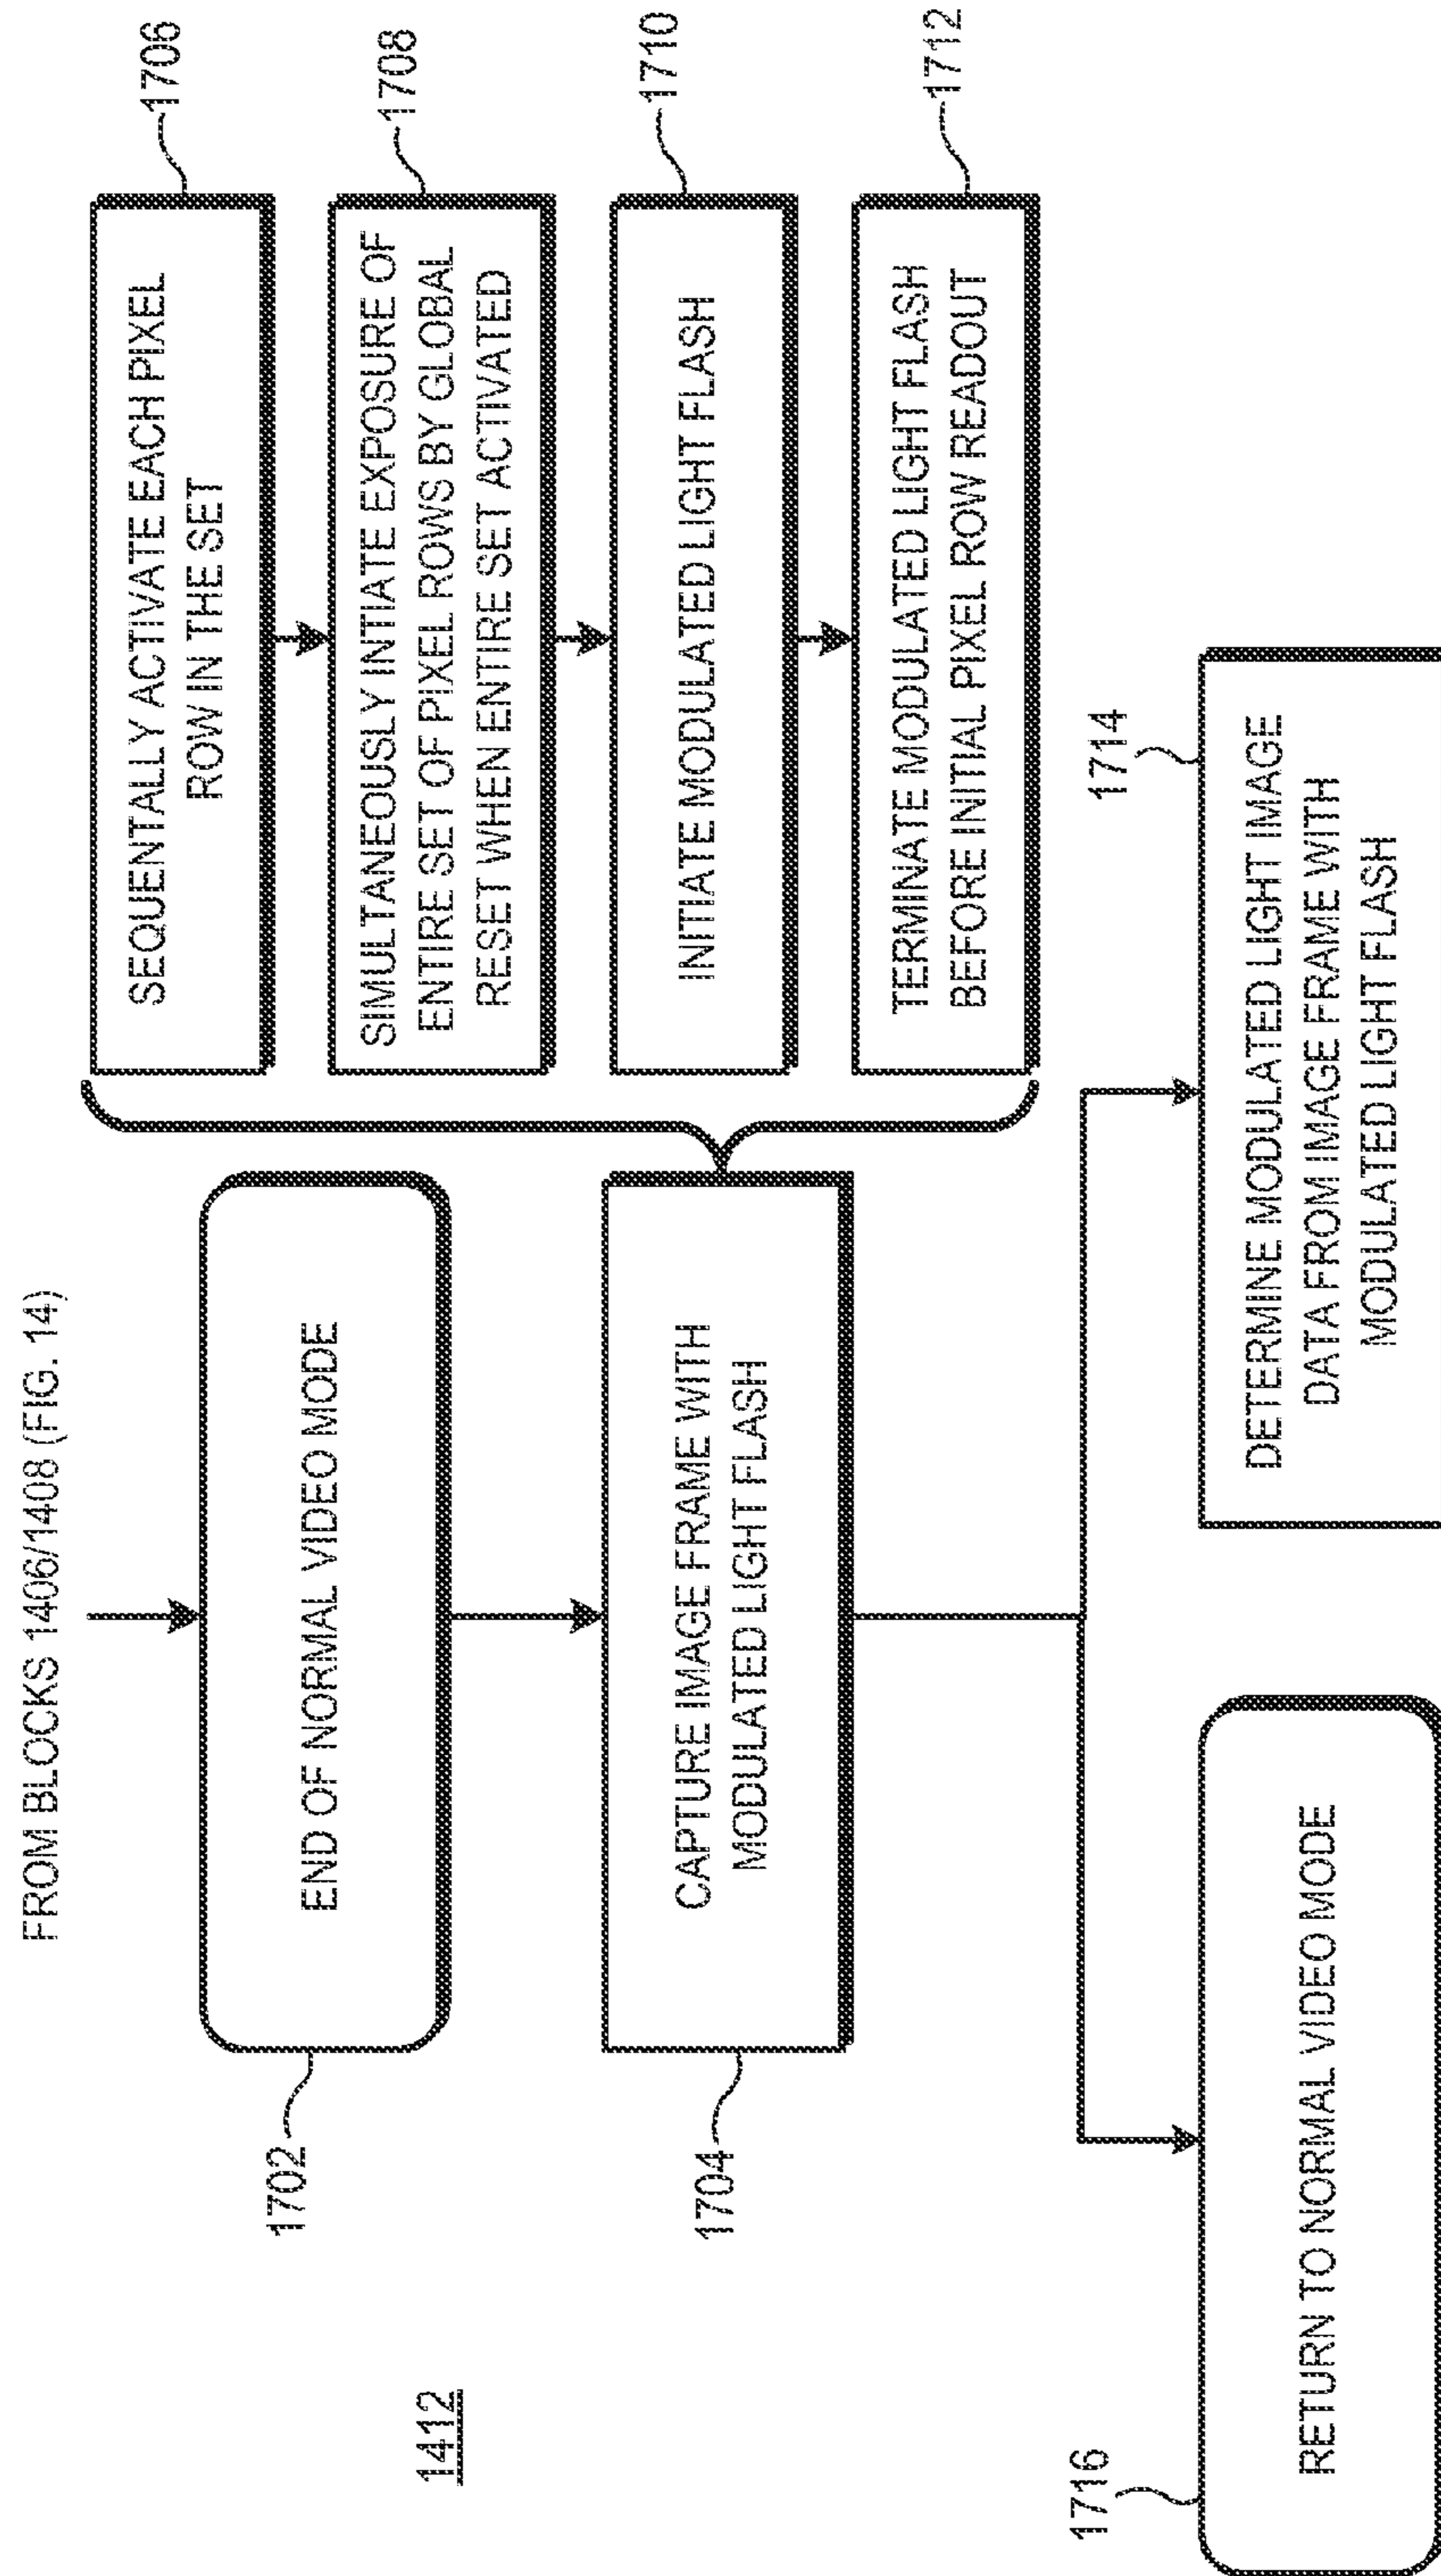 FROM BLOCKS 1406/1408 (FIG. 14)
1412
1702
END OF NORMAL VIDEO MODE
1704
CAPTURE IMAGE FRAME WITH
MODULATED LIGHT FLASH
SEQUENTALLY ACTIVATE EACH PIXEL
ROW IN THE SET
1706
SIMULTANEOUSLY INTIATE EXPOSURE OF
ENTIRE SET OF PIXEL ROWS BY GLOBAL
RESET WHEN ENTIRE SET ACTIVATED
1708
INITIATE MODULATED LIGHT FLASH
1710
TERMINATE MODULATED LIGHT FLASH
BEFORE INITIAL PIXEL ROW READOUT
1712
1716
RETURN TO NORMAL VIDEO MODE
1714
DETERMINE MODULATED LIGHT IMAGE
DATA FROM IMAGE FRAME WITH
MODULATED LIGHT FLASH